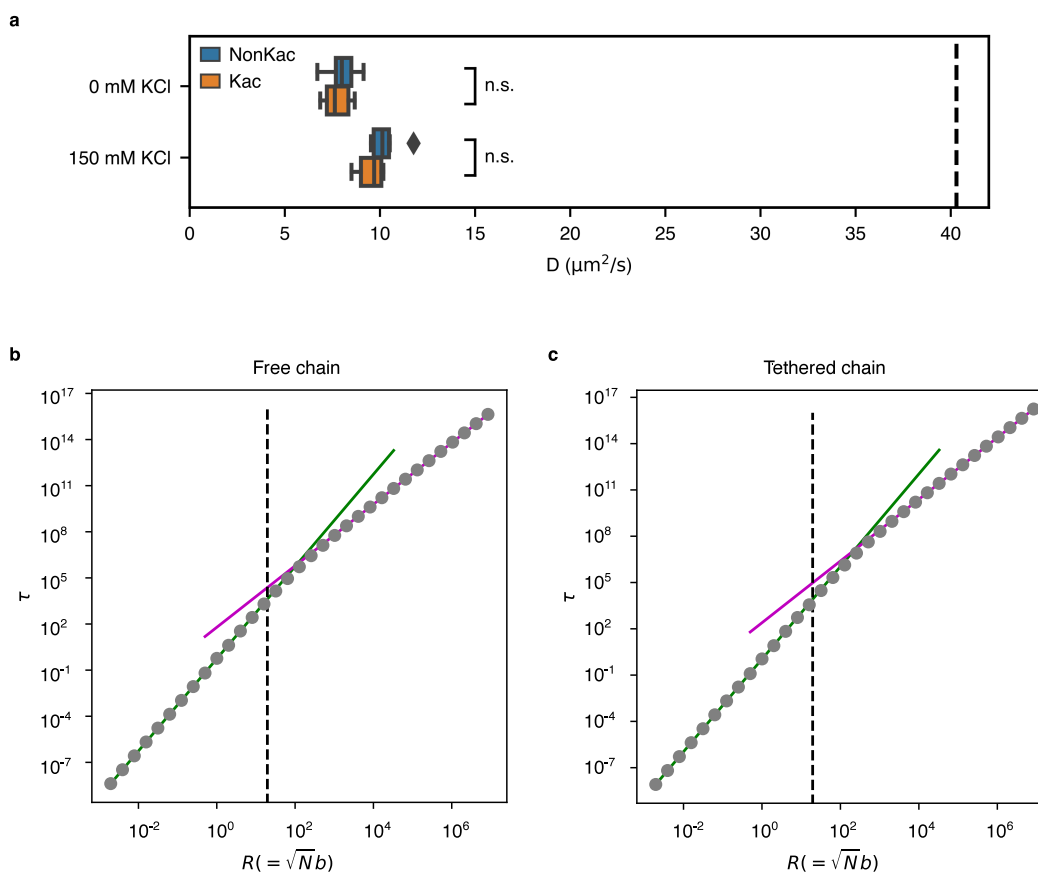 a
NonKac
Kac
0 mM KCl
150 mM KCl
n.s.
n.s.
0 5 10 15 20 25 30 35 40
D (µm²/s)
b
Free chain
10¹⁷
10¹⁴
10¹¹
10⁸
10⁵
10²
10⁻¹
10⁻⁴
10⁻⁷
τ
10⁻² 10⁰ 10² 10⁴ 10⁶
R(=√Nb)
c
Tethered chain
10¹⁷
10¹⁴
10¹¹
10⁸
10⁵
10²
10⁻¹
10⁻⁴
10⁻⁷
τ
10⁻² 10⁰ 10² 10⁴ 10⁶
R(=√Nb)